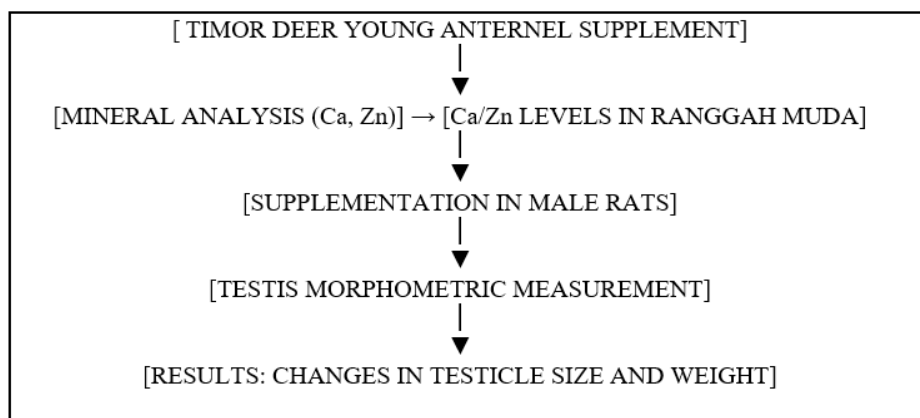 [ TIMOR DEER YOUNG ANTERNEL SUPPLEMENT]
[MINERAL ANALYSIS (Ca, Zn)] → [Ca/Zn LEVELS IN RANGGAH MUDA]
[SUPPLEMENTATION IN MALE RATS]
[TESTIS MORPHOMETRIC MEASUREMENT]
[RESULTS: CHANGES IN TESTICLE SIZE AND WEIGHT]